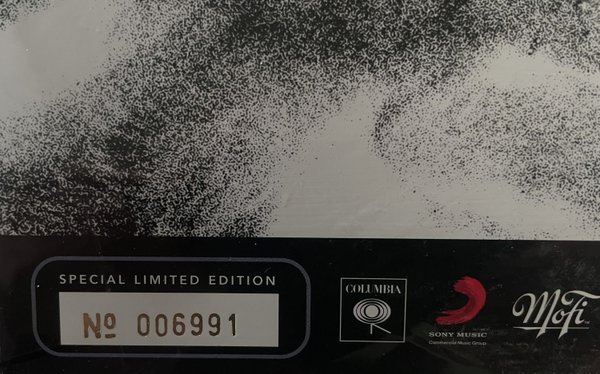 SPECIAL LIMITED EDITION
Nº 006991
COLUMBIA
SONY MUSIC
Commercial Music Group
MoFi